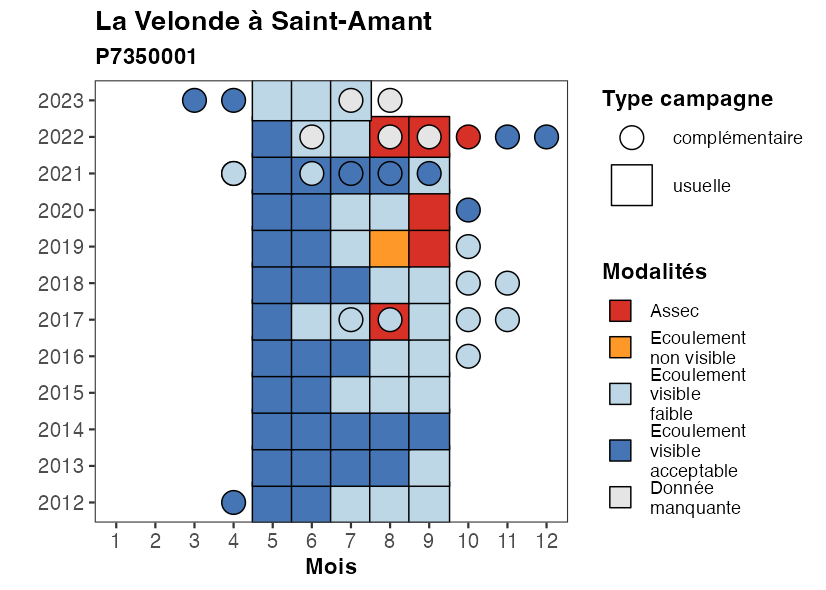 La Velonde à Saint-Amant
P7350001
2023
2022
2021
2020
2019
2018
2017
2016
2015
2014
2013
2012
1 2 3 4 5 6 7 8 9 10 11 12
Mois
Type campagne
complémentaire
usuelle
Modalités
Assec
Ecoulement
non visible
Ecoulement
visible
faible
Ecoulement
visible
acceptable
Donnée
manquante